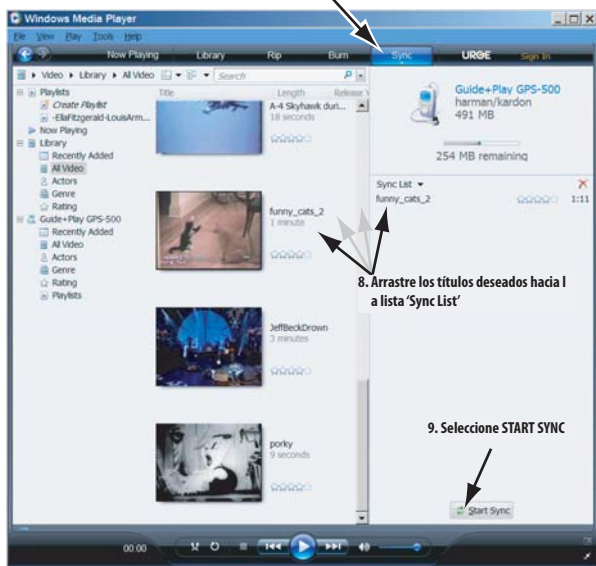 Windows Media Player
File View Play Tools Help
Now Playing Library Rip Burn Sync URGE Sign In
Video Library All Video Search
Playlists
Create Playlist
-EllaFitzgerald-LouisArm...
Now Playing
Library
Recently Added
All Video
Actors
Genre
Rating
Guide+Play GPS-500
Recently Added
All Video
Actors
Genre
Rating
Playlists
Title Length Release Y
A-4 Skyhawk duri...
18 seconds
funny_cats_2
1 minute
JeffBeckDrown
3 minutes
porky
9 seconds
Guide+Play GPS-500
harman/kardon
491 MB
254 MB remaining
Sync List
funny_cats_2 1:11
8. Arrastre los títulos deseados hacia l
a lista ‘Sync List’
9. Seleccione START SYNC
Start Sync
00:00